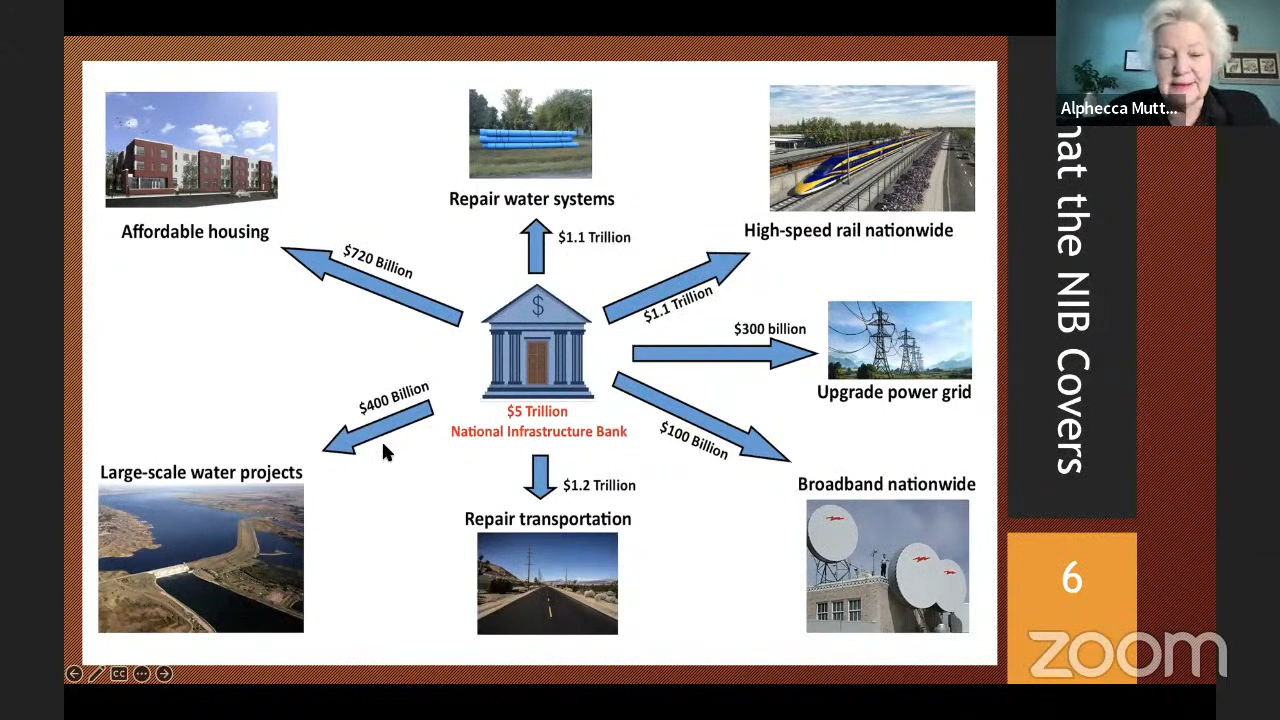 Alphecca Mutt...
hat the NIB Covers
6
zoom
Affordable housing
$720 Billion
Repair water systems
$1.1 Trillion
High-speed rail nationwide
$1.1 Trillion
$300 billion
Upgrade power grid
$
$5 Trillion
National Infrastructure Bank
$400 Billion
Large-scale water projects
$1.2 Trillion
Repair transportation
$100 Billion
Broadband nationwide
CC